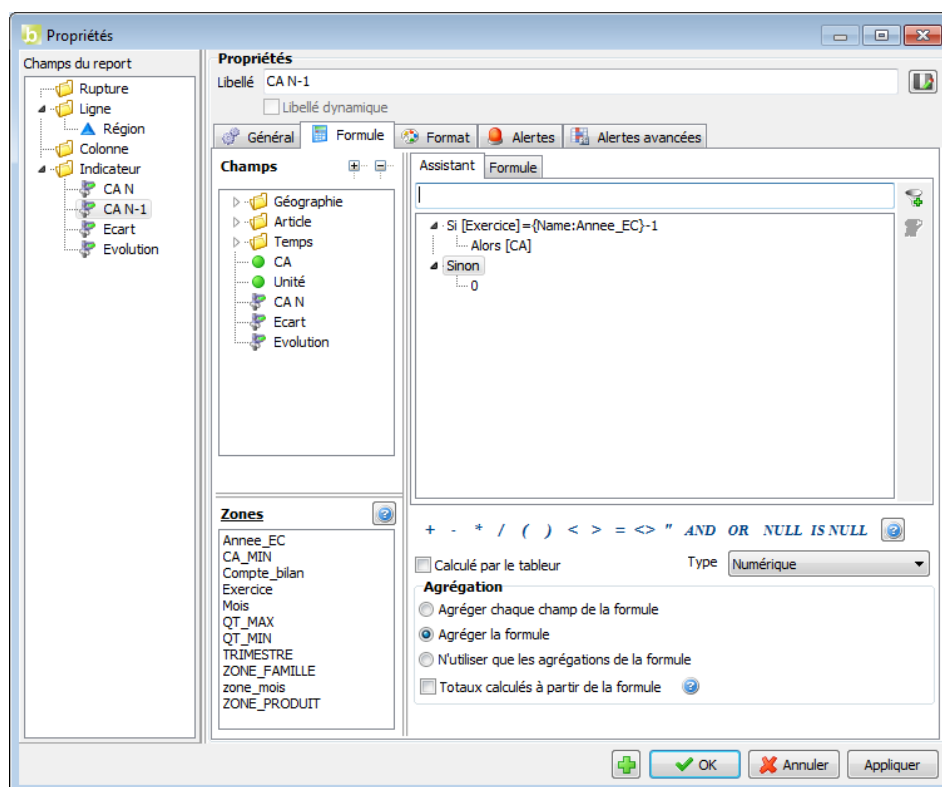 Propriétés
Champs du report
Rupture
Ligne
Région
Colonne
Indicateur
CA N
CA N-1
Ecart
Evolution
Propriétés
Libellé CA N-1
Libellé dynamique
Général Formule Format Alertes Alertes avancées
Champs
Géographie
Article
Temps
CA
Unité
CA N
Ecart
Evolution
Zones
Annee_EC
CA_MIN
Compte_bilan
Exercice
Mois
QT_MAX
QT_MIN
TRIMESTRE
ZONE_FAMILLE
zone_mois
ZONE_PRODUIT
Assistant Formule
Si [Exercice]={Name:Annee_EC}-1
Alors [CA]
Sinon
0
+ - * / ( ) < > = <> " AND OR NULL IS NULL
Calculé par le tableur Type Numérique
Agrégation
Agréger chaque champ de la formule
Agréger la formule
N'utiliser que les agrégations de la formule
Totaux calculés à partir de la formule
OK Annuler Appliquer